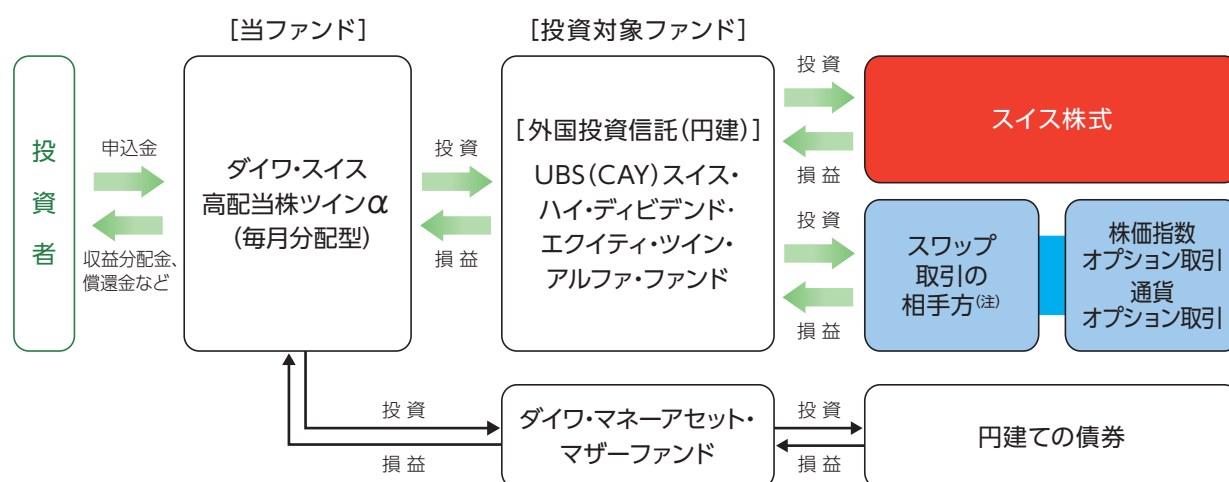 [当ファンド]
[投資対象ファンド]
投資者
申込金
収益分配金、
償還金など
ダイワ・スイス
高配当株ツインα
(毎月分配型)
投 資
損 益
[外国投資信託(円建)]
UBS(CAY)スイス・
ハイ・ディビデンド・
エクイティ・ツイン・
アルファ・ファンド
投 資
損 益
スイス株式
投 資
損 益
スワップ
取引の
相手方(注)
株価指数
オプション取引
通貨
オプション取引
投 資
損 益
ダイワ・マネーアセット・
マザーファンド
投 資
損 益
円建ての債券